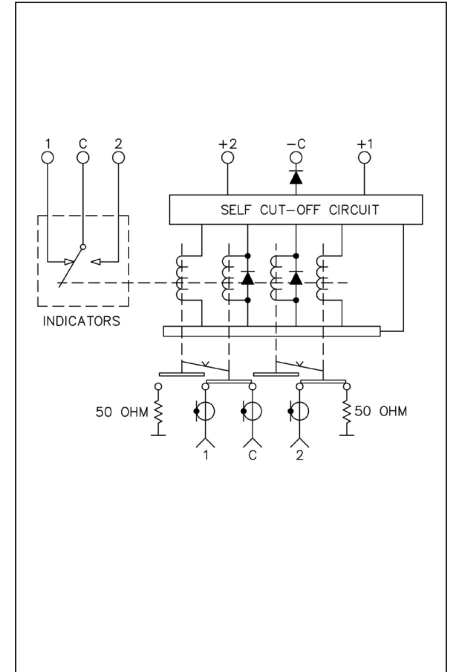 1 C 2 +2 -C +1
SELF CUT-OFF CIRCUIT
INDICATORS
50 OHM 50 OHM
1 C 2